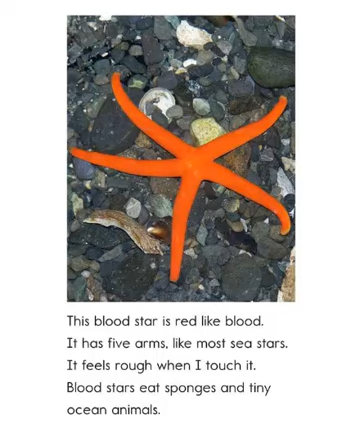 This blood star is red like blood.
It has five arms, like most sea stars.
It feels rough when I touch it.
Blood stars eat sponges and tiny
ocean animals.